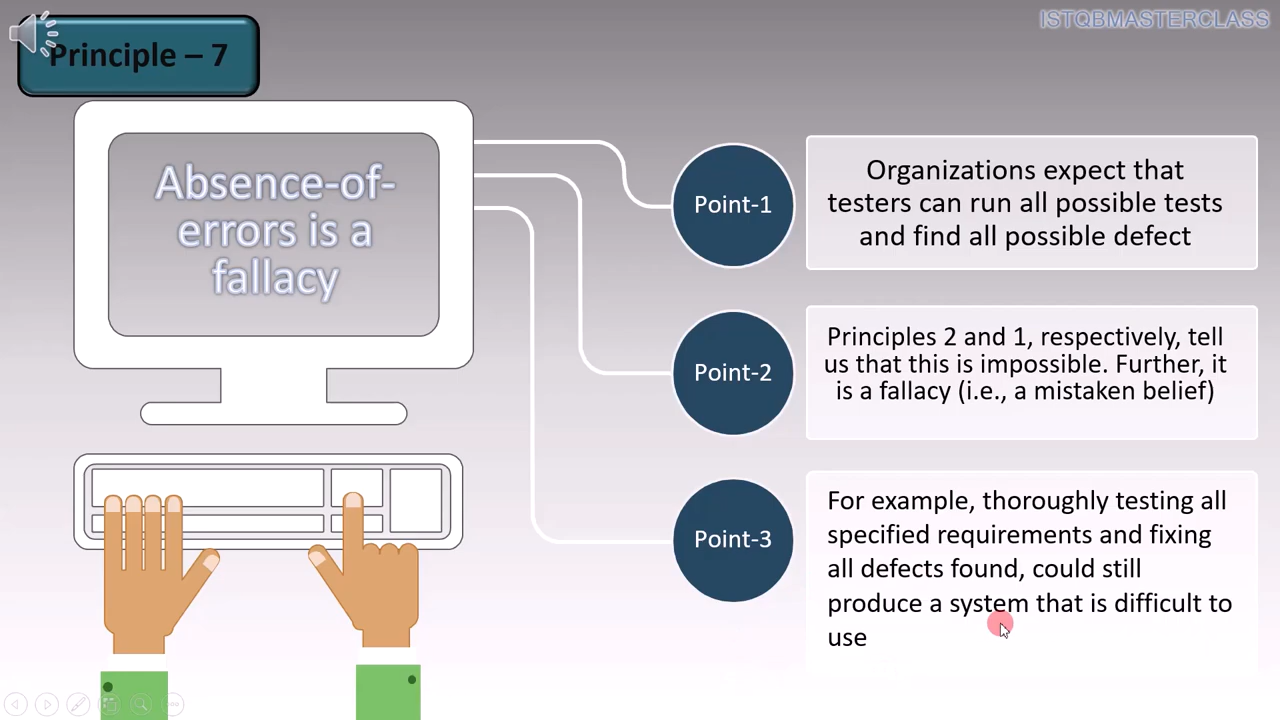 ISTQBMASTERCLASS
Principle – 7
Absence-of-
errors is a
fallacy
Point-1
Organizations expect that
testers can run all possible tests
and find all possible defect
Point-2
Principles 2 and 1, respectively, tell
us that this is impossible. Further, it
is a fallacy (i.e., a mistaken belief)
Point-3
For example, thoroughly testing all
specified requirements and fixing
all defects found, could still
produce a system that is difficult to
use